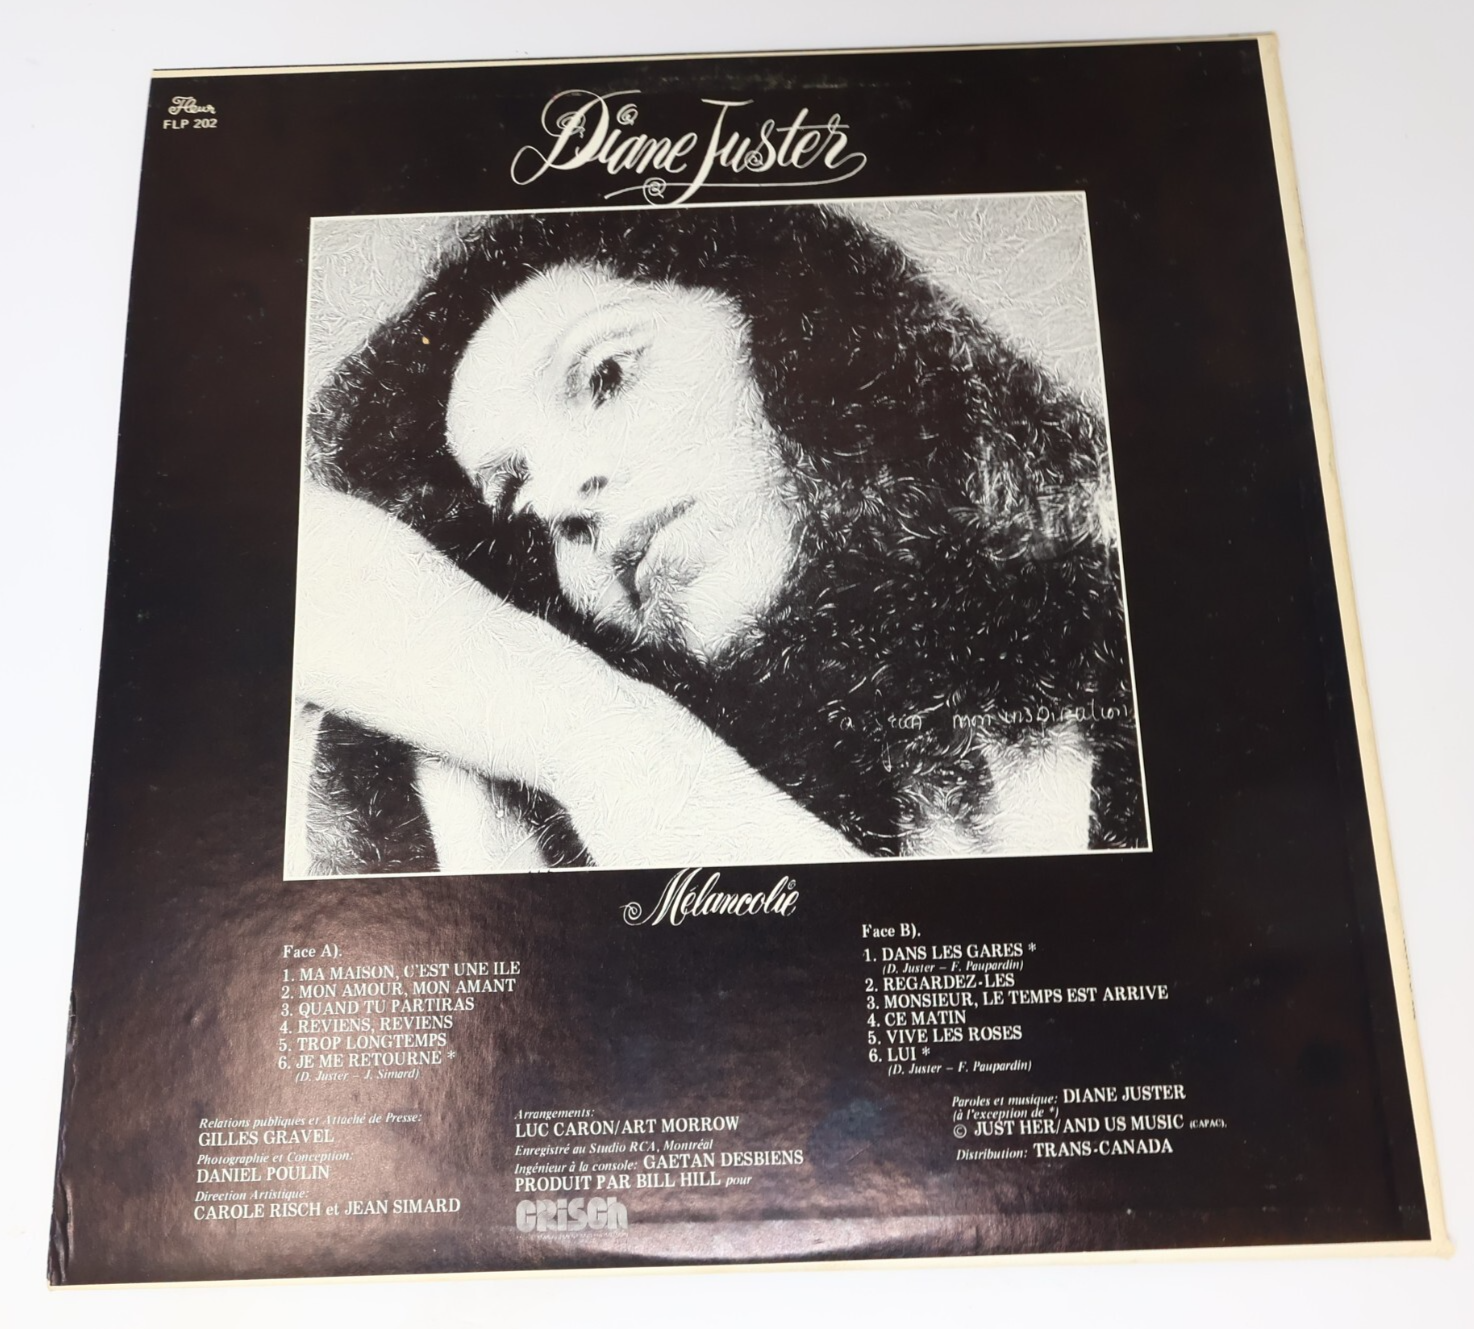 Fleur
FLP 202
Diane Juster
a jean mon inspiration
Mélancolie
Face A).
1. MA MAISON, C'EST UNE ILE
2. MON AMOUR, MON AMANT
3. QUAND TU PARTIRAS
4. REVIENS, REVIENS
5. TROP LONGTEMPS
6. JE ME RETOURNE *
(D. Juster – J. Simard)
Face B).
1. DANS LES GARES *
(D. Juster – F. Paupardin)
2. REGARDEZ-LES
3. MONSIEUR, LE TEMPS EST ARRIVE
4. CE MATIN
5. VIVE LES ROSES
6. LUI *
(D. Juster – F. Paupardin)
Relations publiques et Attaché de Presse:
GILLES GRAVEL
Photographie et Conception:
DANIEL POULIN
Direction Artistique:
CAROLE RISCH et JEAN SIMARD
Arrangements:
LUC CARON/ART MORROW
Enregistré au Studio RCA, Montréal
Ingénieur à la console: GAETAN DESBIENS
PRODUIT PAR BILL HILL pour
CRISCH
Paroles et musique: DIANE JUSTER
(à l'exception de *)
© JUST HER/AND US MUSIC (CAPAC).
Distribution: TRANS-CANADA